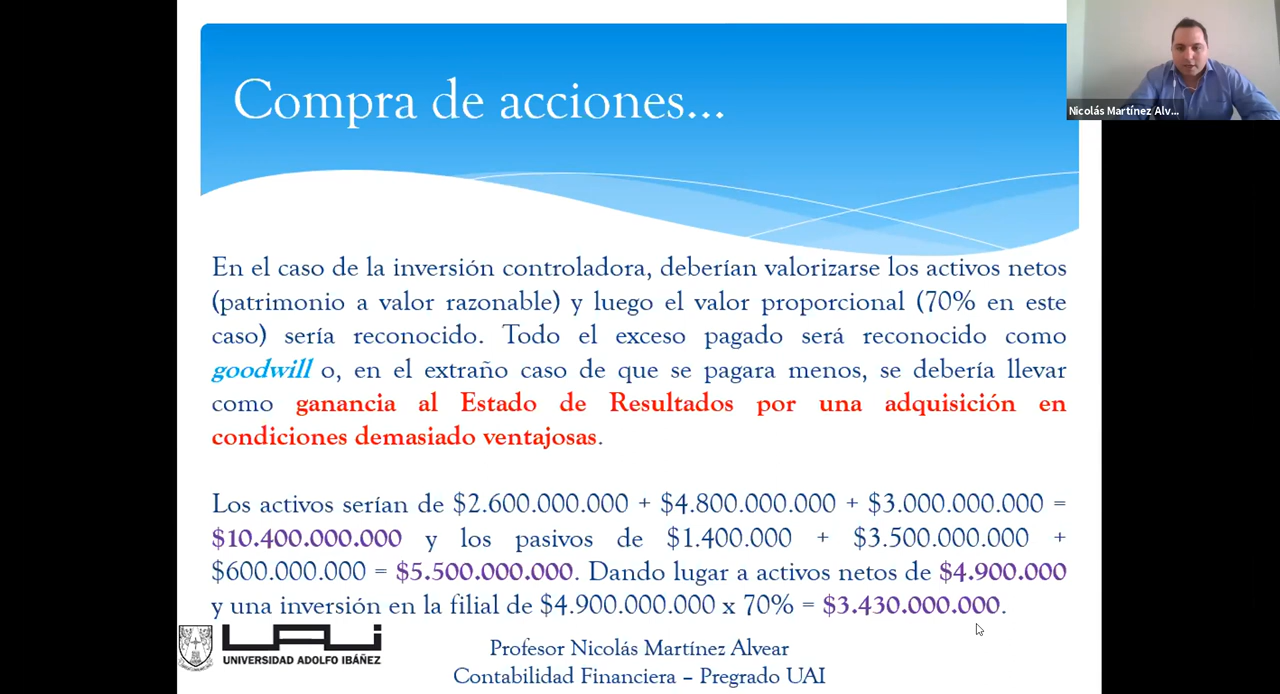 Compra de acciones...
Nicolás Martínez Alv...
En el caso de la inversión controladora, deberían valorizarse los activos netos
(patrimonio a valor razonable) y luego el valor proporcional (70% en este
caso) sería reconocido. Todo el exceso pagado será reconocido como
goodwill o, en el extraño caso de que se pagara menos, se debería llevar
como ganancia al Estado de Resultados por una adquisición en
condiciones demasiado ventajosas.
Los activos serían de $2.600.000.000 + $4.800.000.000 + $3.000.000.000 =
$10.400.000.000 y los pasivos de $1.400.000 + $3.500.000.000 +
$600.000.000 = $5.500.000.000. Dando lugar a activos netos de $4.900.000
y una inversión en la filial de $4.900.000.000 x 70% = $3.430.000.000.
UAI
UNIVERSIDAD ADOLFO IBÁÑEZ
Profesor Nicolás Martínez Alvear
Contabilidad Financiera – Pregrado UAI